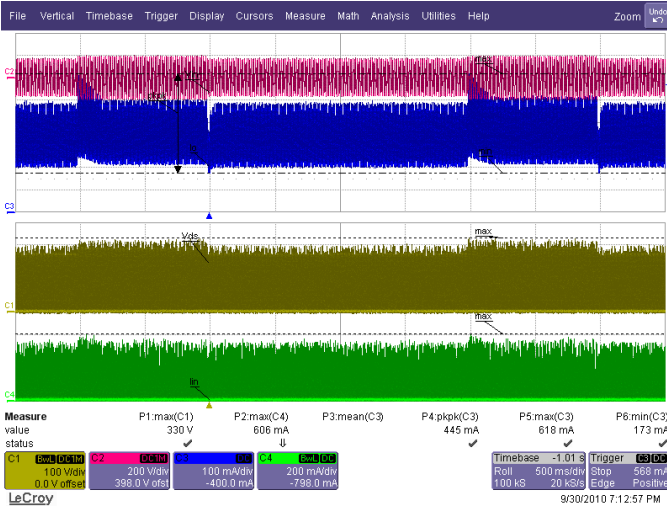 File Vertical Timebase Trigger Display Cursors Measure Math Analysis Utilities Help Zoom Undo
C2
max
C3
Vds
max
C1
max
Iin
C4
Measure P1:max(C1) P2:max(C4) P3:mean(C3) P4:pkpk(C3) P5:max(C3) P6:min(C3)
value 330 V 606 mA 445 mA 618 mA 173 mA
status
C1 BwL DC1M C2 DC1M C3 DC C4 BwL DC Timebase -1.01 s Trigger C3 DC
100 V/div 200 V/div 100 mA/div 200 mA/div Roll 500 ms/div Stop 568 mA
0.0 V offset 398.0 V ofst -400.0 mA -798.0 mA 100 kS 20 kS/s Edge Positive
LeCroy 9/30/2010 7:12:57 PM